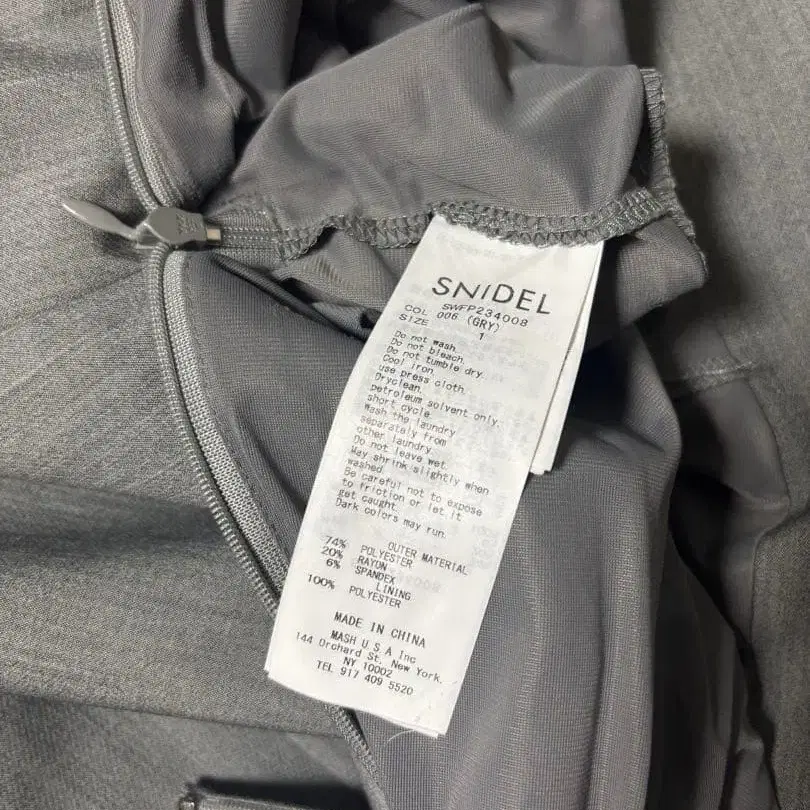 SNIDEL
SWFP234008
COL 006 (GRY)
SIZE 1
Do not wash.
Do not bleach.
Do not tumble dry.
Cool iron
use press cloth.
Dryclean,
petroleum solvent only.
short cycle
Wash the laundry
separately from
other laundry.
Do not leave wet.
May shrink slightly when
washed.
Be careful not to expose
to friction or let it
get caught.
Dark colors may run.
OUTER MATERIAL
74% POLYESTER
20% RAYON
6% SPANDEX
LINING
100% POLYESTER
MADE IN CHINA
MASH U.S.A Inc
144 Orchard St, New York,
NY 10002
TEL 917 409 5520